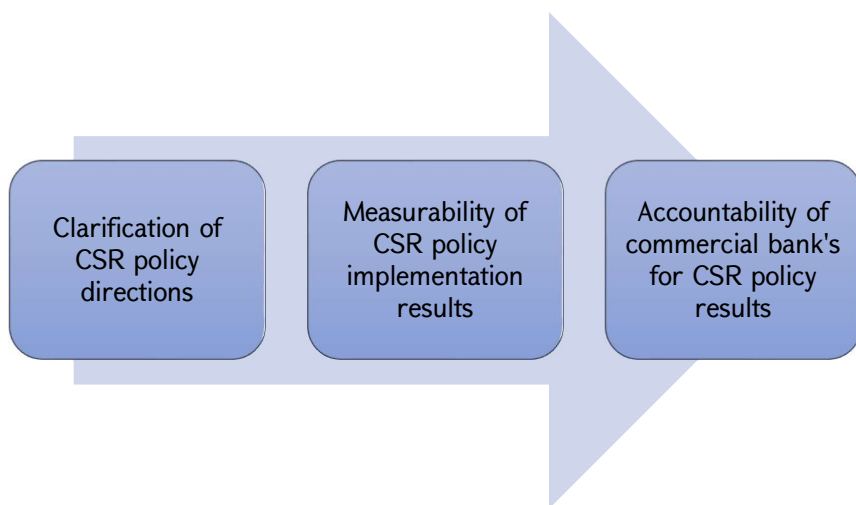 Clarification of
CSR policy
directions
Measurability of
CSR policy
implementation
results
Accountability of
commercial bank's
for CSR policy
results